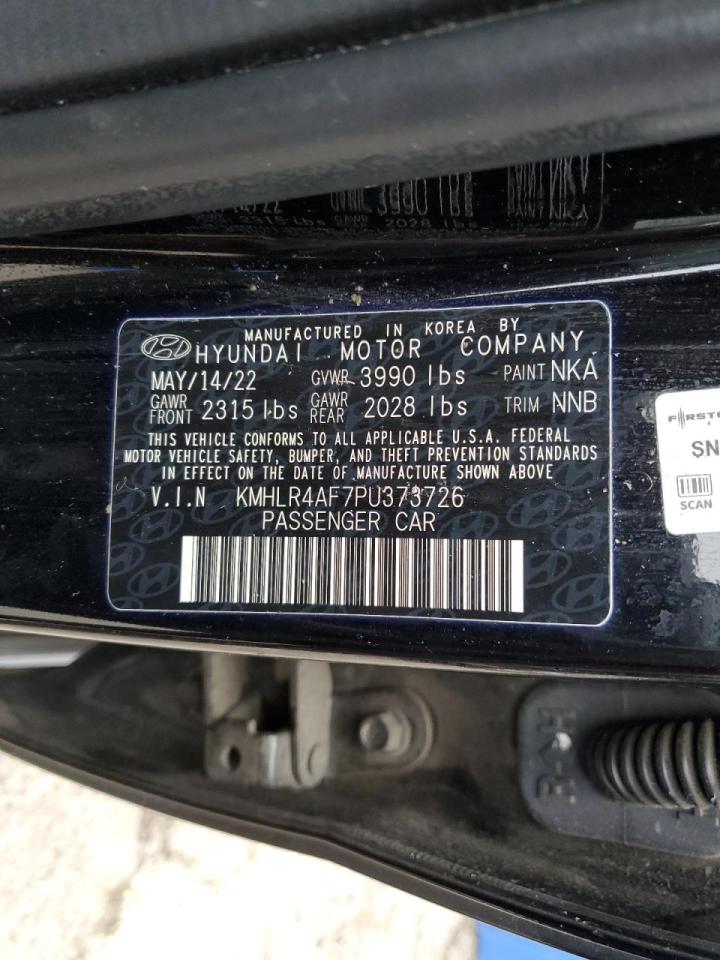 MANUFACTURED IN KOREA BY
HYUNDAI MOTOR COMPANY
MAY/14/22 GVWR 3990 lbs PAINT NKA
GAWR FRONT 2315 lbs GAWR REAR 2028 lbs TRIM NNB
THIS VEHICLE CONFORMS TO ALL APPLICABLE U.S.A. FEDERAL
MOTOR VEHICLE SAFETY, BUMPER, AND THEFT PREVENTION STANDARDS
IN EFFECT ON THE DATE OF MANUFACTURE SHOWN ABOVE
V.I.N KMHLR4AF7PU373726
PASSENGER CAR
SN
SCAN
H-R